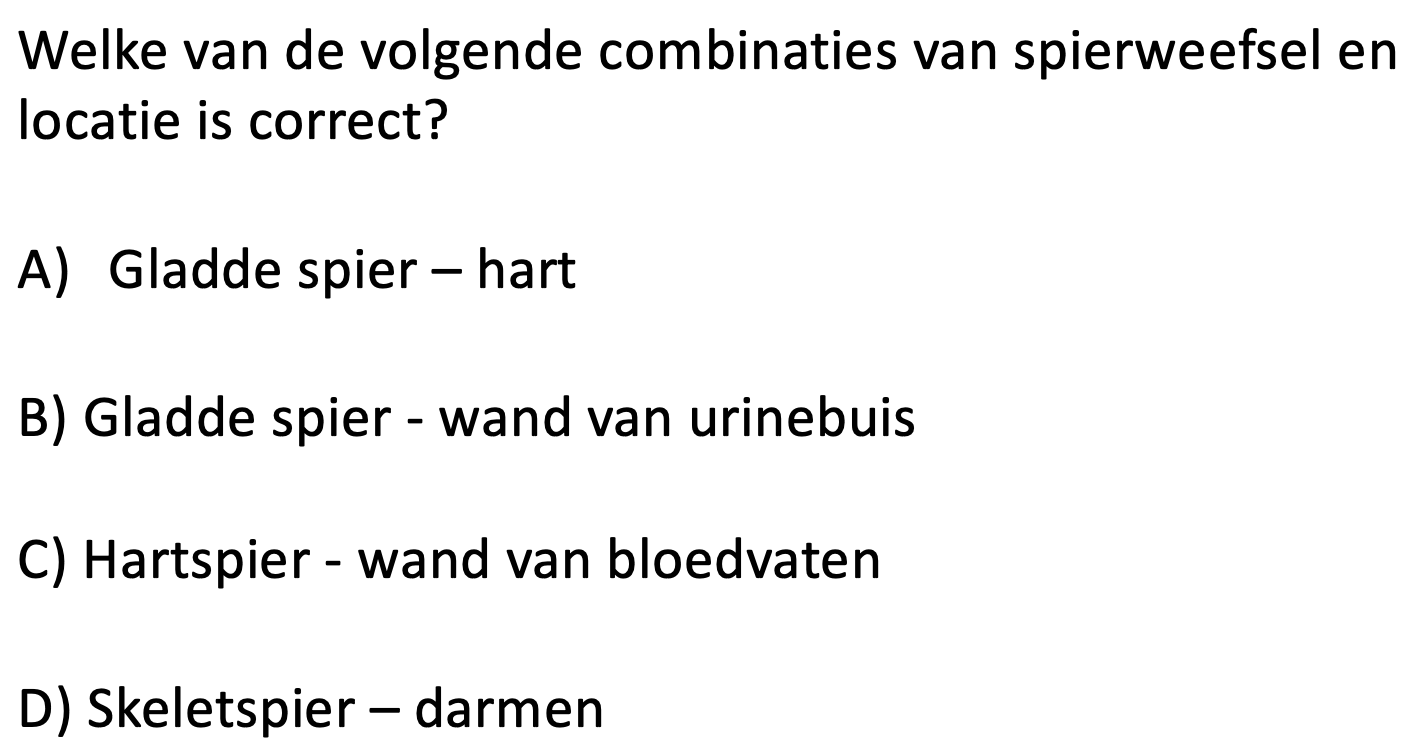 Welke van de volgende combinaties van spierweefsel en
locatie is correct?
A) Gladde spier – hart
B) Gladde spier - wand van urinebuis
C) Hartspier - wand van bloedvaten
D) Skeletspier – darmen